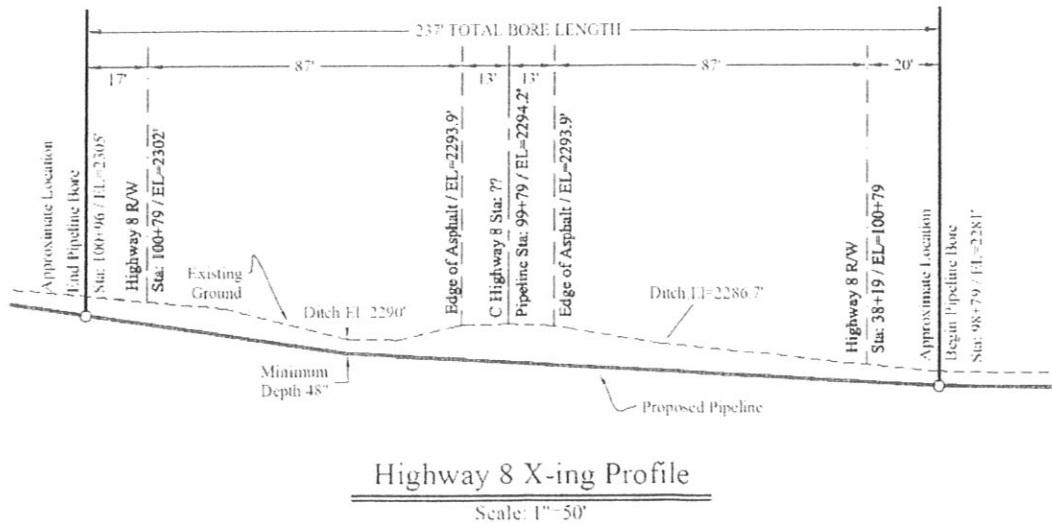 237' TOTAL BORE LENGTH
17'
87'
13'
13'
87'
20'
Approximate Location
End Pipeline Bore
Sta: 100+96 / EL=2305'
Highway 8 R/W
Sta: 100+79 / EL=2302'
Edge of Asphalt / EL=2293.9'
C Highway 8 Sta: ??
Pipeline Sta: 99+79 / EL=2294.2'
Edge of Asphalt / EL=2293.9'
Highway 8 R/W
Sta: 38+19 / EL=100+79
Approximate Location
Begin Pipeline Bore
Sta: 98+79 / EL=2281'
Existing
Ground
Ditch El=2290'
Ditch El=2286.7'
Minimum
Depth 48"
Proposed Pipeline
Highway 8 X-ing Profile
Scale: 1"=50'